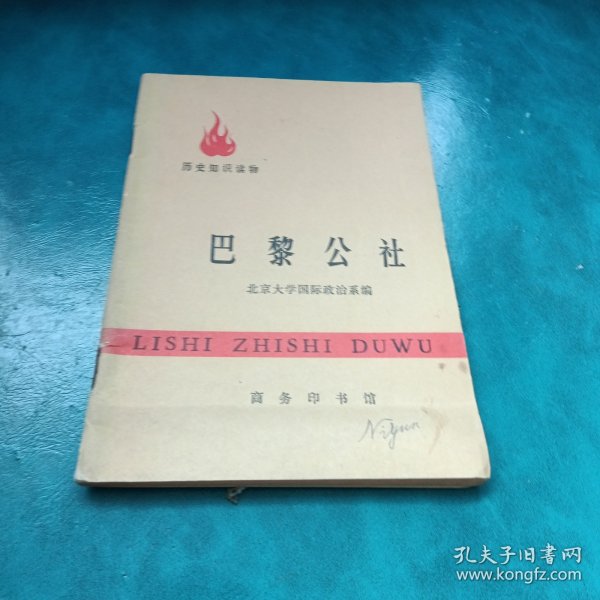 历史知识读物
巴黎公社
北京大学国际政治系编
LISHI ZHISHI DUWU
商务印书馆
孔夫子旧书网
www.kongfz.com